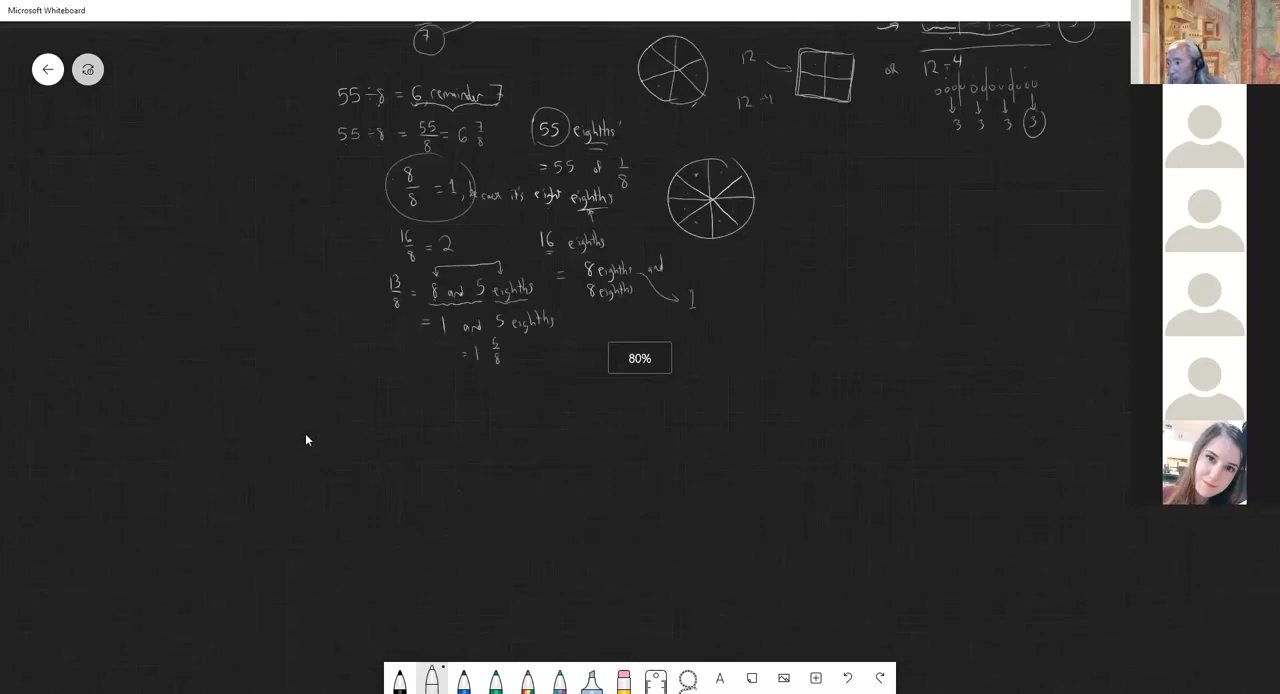 Microsoft Whiteboard
7
55 ÷ 8 = 6, remainder 7
55 ÷ 8 = 55/8 = 6 7/8
55 eighths
= 55 of 1/8
8/8 = 1, because it's eight eighths
16/8 = 2
16 eighths
= 8 eighths and
8 eighths
1
13/8 = 8 and 5 eighths
= 1 and 5 eighths
= 1 5/8
12
12 ÷ 4
OR
12 ÷ 4
3 3 3 3
80%
A